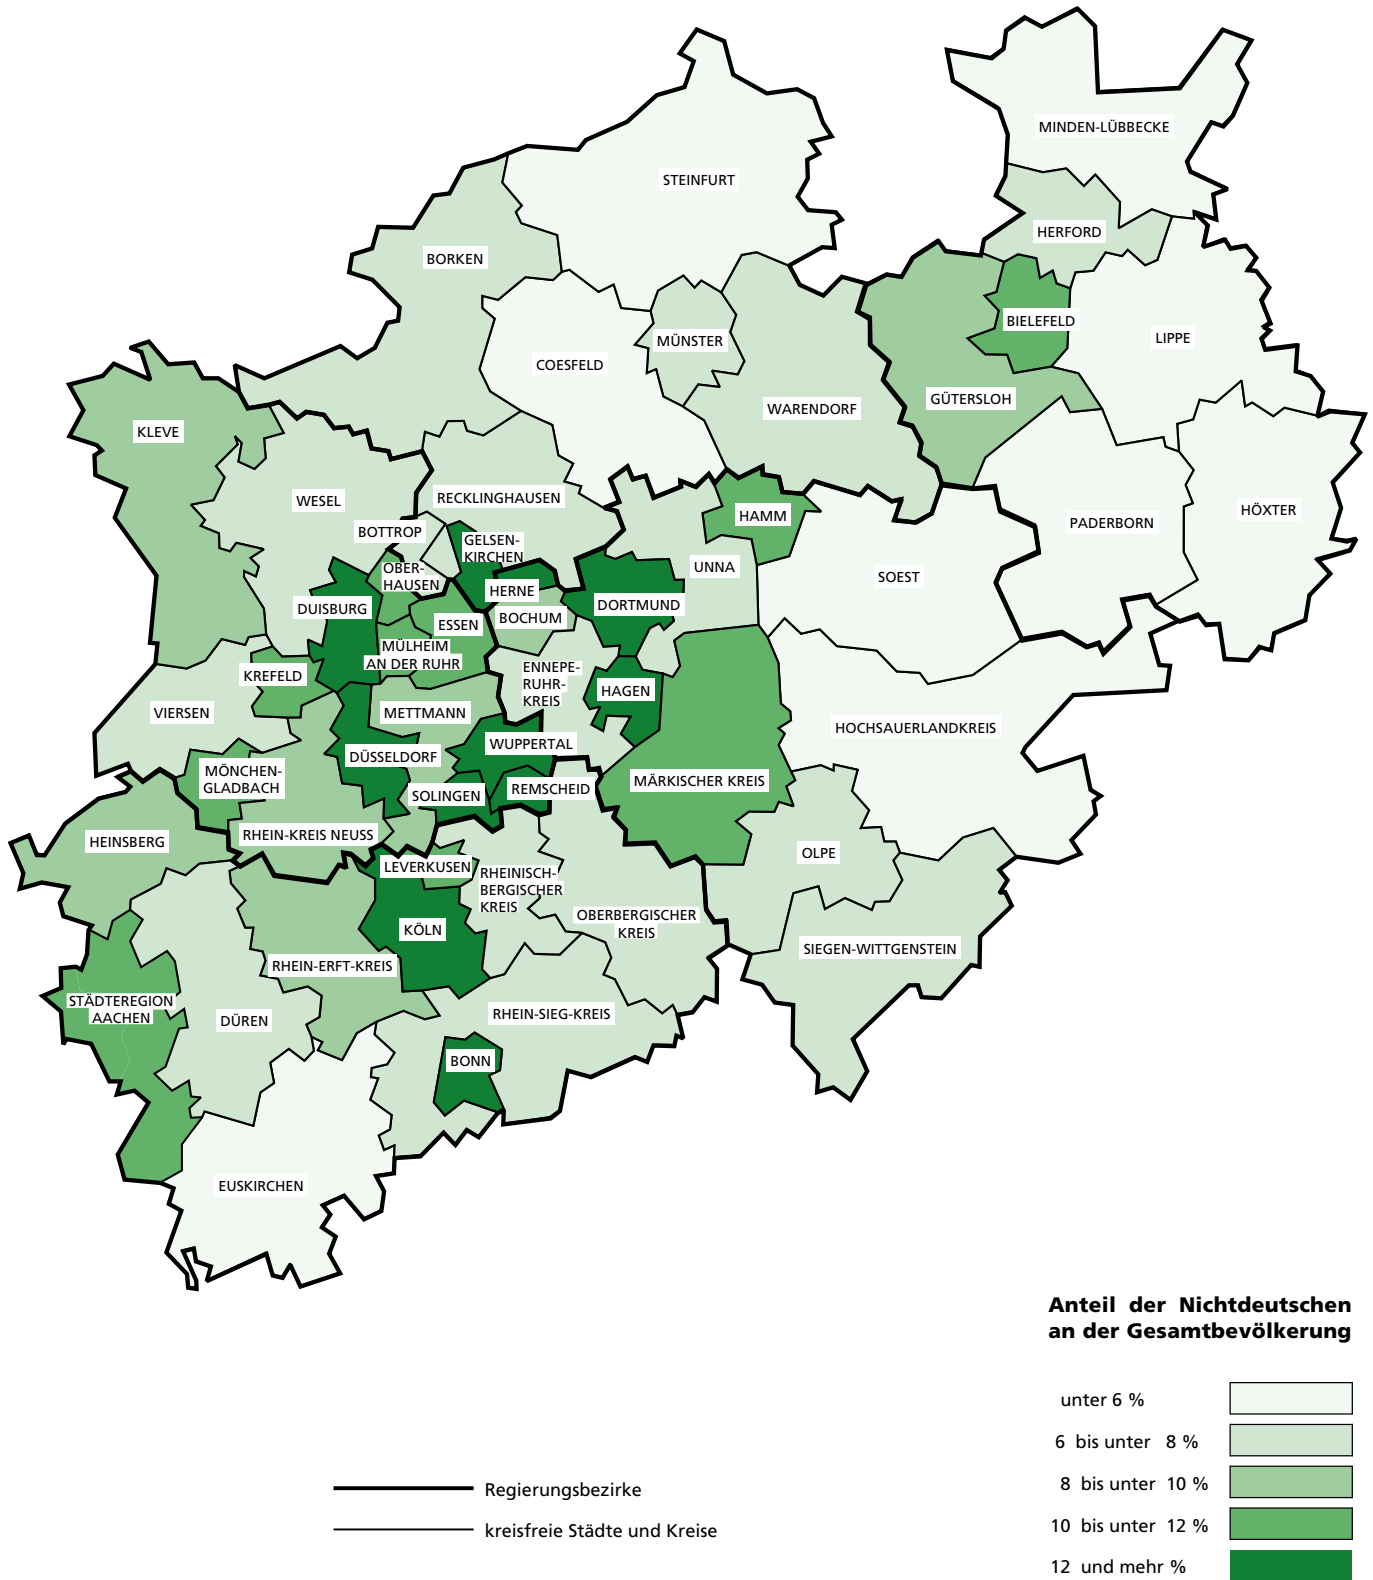 MINDEN-LÜBBECKE
STEINFURT
HERFORD
BORKEN
BIELEFELD
LIPPE
MÜNSTER
COESFELD
GÜTERSLOH
WARENDORF
KLEVE
RECKLINGHAUSEN
WESEL
HÖXTER
HAMM
PADERBORN
BOTTROP
GELSEN-
KIRCHEN
UNNA
SOEST
OBER-
HAUSEN
HERNE
DORTMUND
DUISBURG
BOCHUM
ESSEN
MÜLHEIM
AN DER RUHR
KREFELD
ENNEPE-
RUHR-
KREIS
HAGEN
VIERSEN
METTMANN
HOCHSAUERLANDKREIS
WUPPERTAL
DÜSSELDORF
MÖNCHEN-
GLADBACH
MÄRKISCHER KREIS
REMSCHEID
SOLINGEN
RHEIN-KREIS NEUSS
HEINSBERG
OLPE
LEVERKUSEN
RHEINISCH-
BERGISCHER
KREIS
OBERBERGISCHER
KREIS
KÖLN
SIEGEN-WITTGENSTEIN
RHEIN-ERFT-KREIS
STÄDTEREGION
AACHEN
DÜREN
RHEIN-SIEG-KREIS
BONN
EUSKIRCHEN
Anteil der Nichtdeutschen
an der Gesamtbevölkerung
unter 6 %
6 bis unter 8 %
8 bis unter 10 %
10 bis unter 12 %
12 und mehr %
Regierungsbezirke
kreisfreie Städte und Kreise